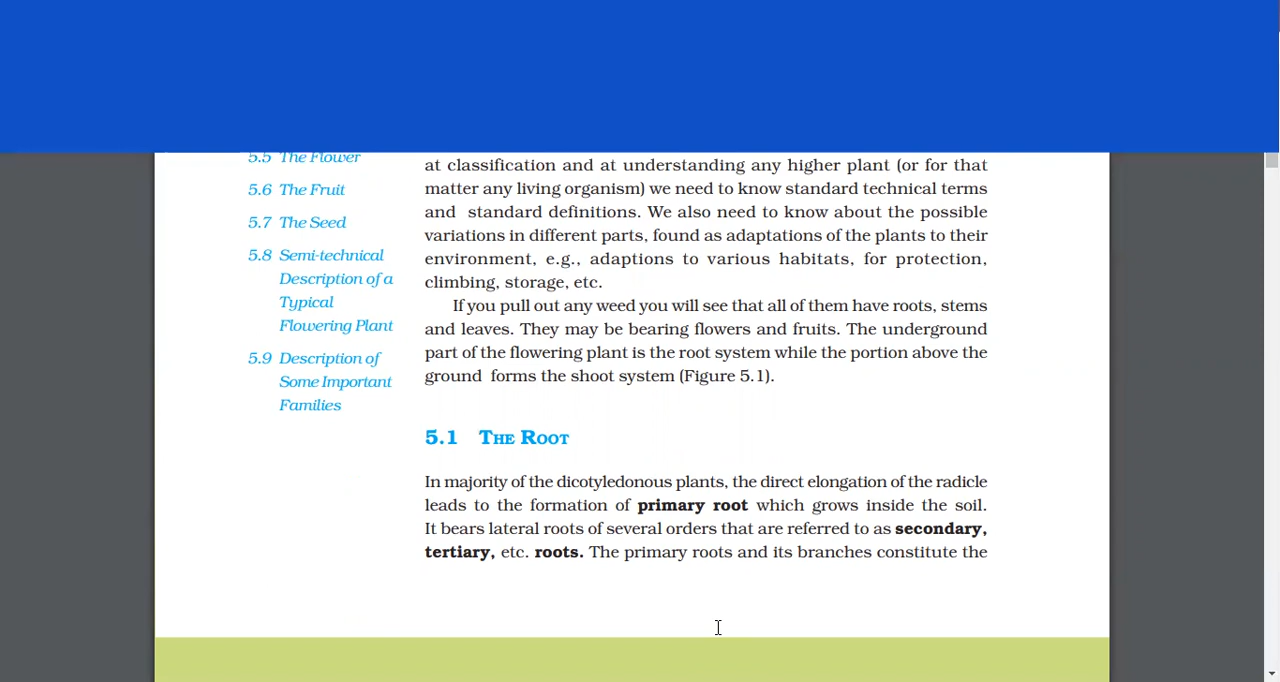 5.5 The Flower
5.6 The Fruit
5.7 The Seed
5.8 Semi-technical
Description of a
Typical
Flowering Plant
5.9 Description of
Some Important
Families
at classification and at understanding any higher plant (or for that
matter any living organism) we need to know standard technical terms
and standard definitions. We also need to know about the possible
variations in different parts, found as adaptations of the plants to their
environment, e.g., adaptions to various habitats, for protection,
climbing, storage, etc.
If you pull out any weed you will see that all of them have roots, stems
and leaves. They may be bearing flowers and fruits. The underground
part of the flowering plant is the root system while the portion above the
ground forms the shoot system (Figure 5.1).
5.1 THE ROOT
In majority of the dicotyledonous plants, the direct elongation of the radicle
leads to the formation of primary root which grows inside the soil.
It bears lateral roots of several orders that are referred to as secondary,
tertiary, etc. roots. The primary roots and its branches constitute the